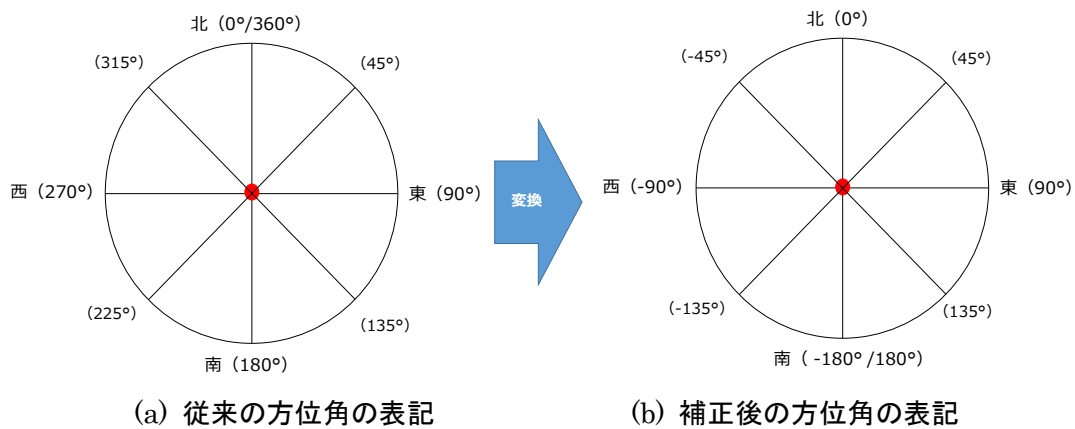 北（0°/360°）
（315°）
（45°）
西（270°）
東（90°）
（225°）
（135°）
南（180°）
(a) 従来の方位角の表記
変換
北（0°）
（-45°）
（45°）
西（-90°）
東（90°）
（-135°）
（135°）
南（ -180° /180°）
(b) 補正後の方位角の表記